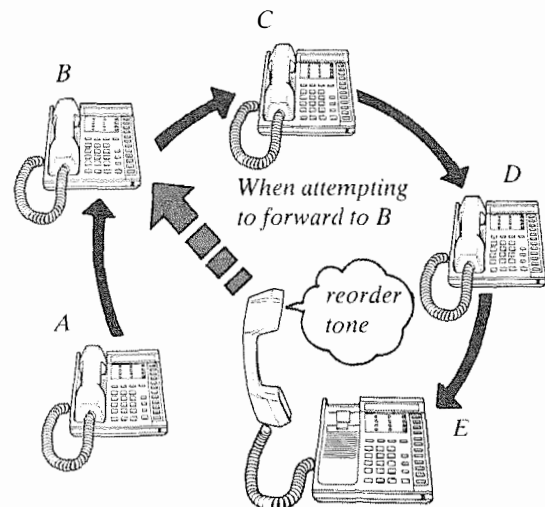 C
B
When attempting
to forward to B
D
reorder
tone
A
E